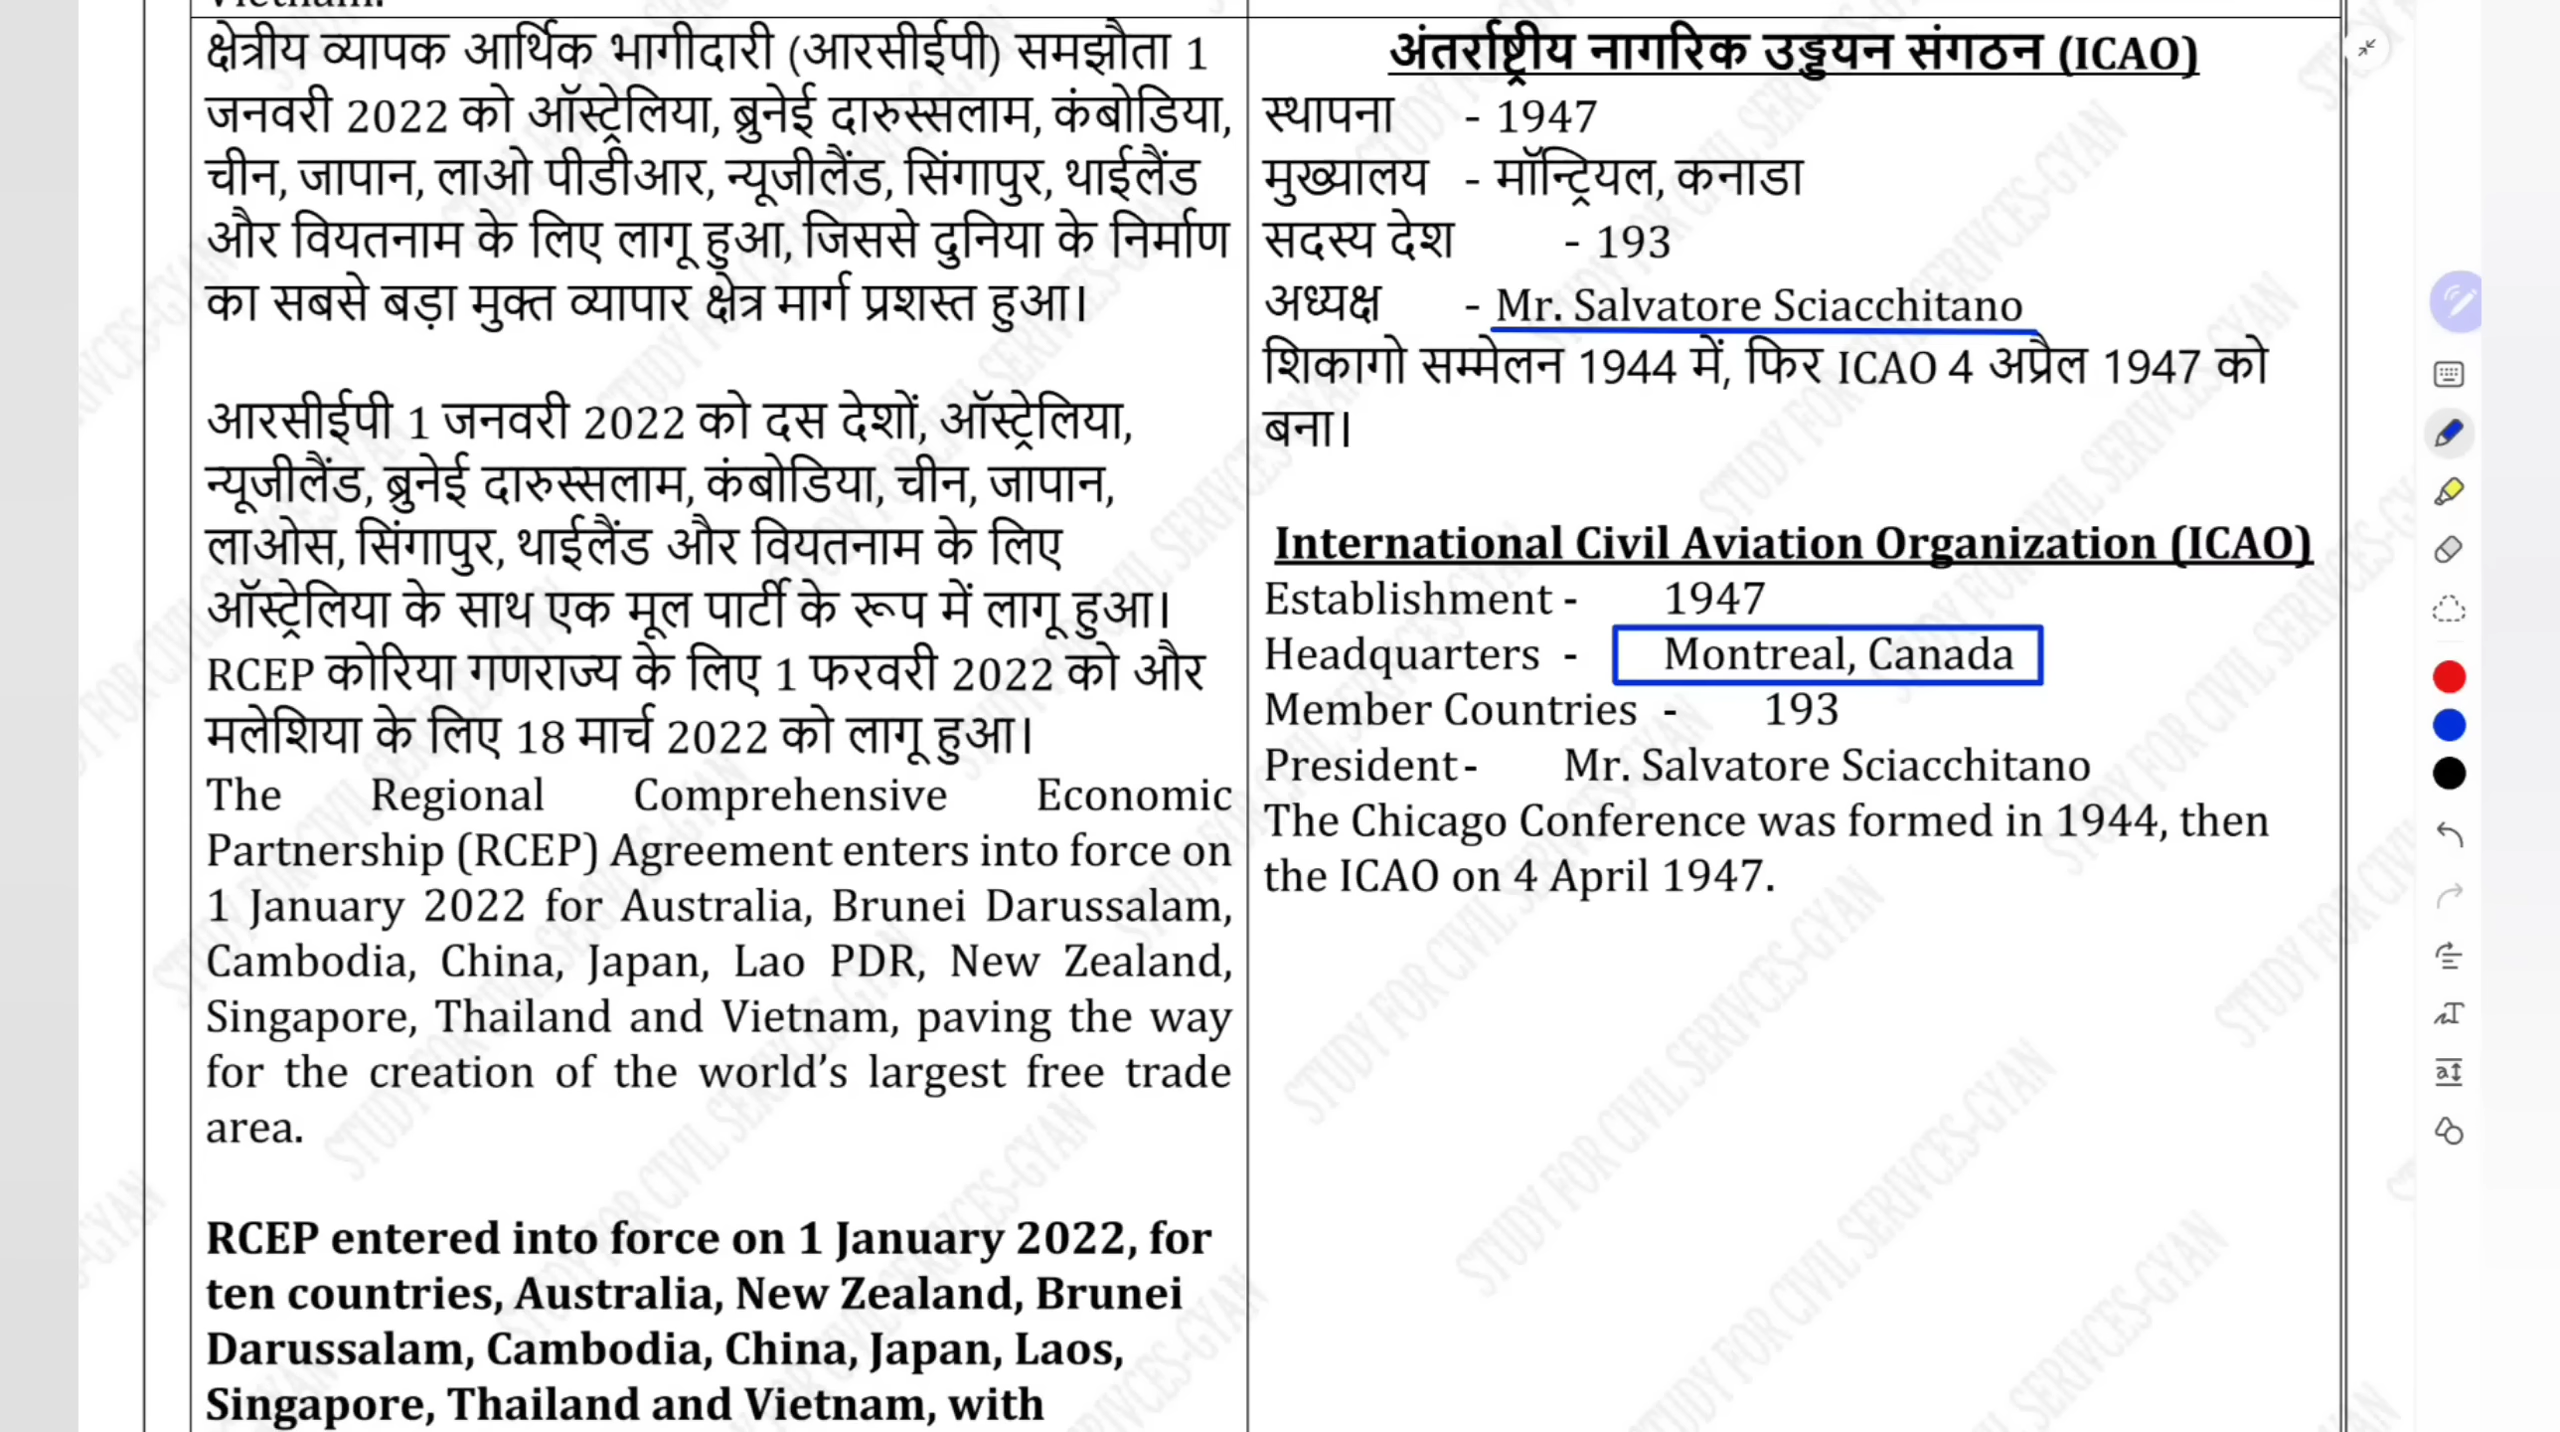 क्षेत्रीय व्यापक आर्थिक भागीदारी (आरसीईपी) समझौता 1
जनवरी 2022 को ऑस्ट्रेलिया, ब्रुनेई दारुस्सलाम, कंबोडिया,
चीन, जापान, लाओ पीडीआर, न्यूजीलैंड, सिंगापुर, थाईलैंड
और वियतनाम के लिए लागू हुआ, जिससे दुनिया के निर्माण
का सबसे बड़ा मुक्त व्यापार क्षेत्र मार्ग प्रशस्त हुआ।
आरसीईपी 1 जनवरी 2022 को दस देशों, ऑस्ट्रेलिया,
न्यूजीलैंड, ब्रुनेई दारुस्सलाम, कंबोडिया, चीन, जापान,
लाओस, सिंगापुर, थाईलैंड और वियतनाम के लिए
ऑस्ट्रेलिया के साथ एक मूल पार्टी के रूप में लागू हुआ।
RCEP कोरिया गणराज्य के लिए 1 फरवरी 2022 को और
मलेशिया के लिए 18 मार्च 2022 को लागू हुआ।
The Regional Comprehensive Economic
Partnership (RCEP) Agreement enters into force on
1 January 2022 for Australia, Brunei Darussalam,
Cambodia, China, Japan, Lao PDR, New Zealand,
Singapore, Thailand and Vietnam, paving the way
for the creation of the world’s largest free trade
area.
RCEP entered into force on 1 January 2022, for
ten countries, Australia, New Zealand, Brunei
Darussalam, Cambodia, China, Japan, Laos,
Singapore, Thailand and Vietnam, with
अंतर्राष्ट्रीय नागरिक उड्डयन संगठन (ICAO)
स्थापना - 1947
मुख्यालय - मॉन्ट्रियल, कनाडा
सदस्य देश - 193
अध्यक्ष - Mr. Salvatore Sciacchitano
शिकागो सम्मेलन 1944 में, फिर ICAO 4 अप्रैल 1947 को
बना।
International Civil Aviation Organization (ICAO)
Establishment - 1947
Headquarters - Montreal, Canada
Member Countries - 193
President - Mr. Salvatore Sciacchitano
The Chicago Conference was formed in 1944, then
the ICAO on 4 April 1947.
STUDY FOR CIVIL SERIVCES-GYAN